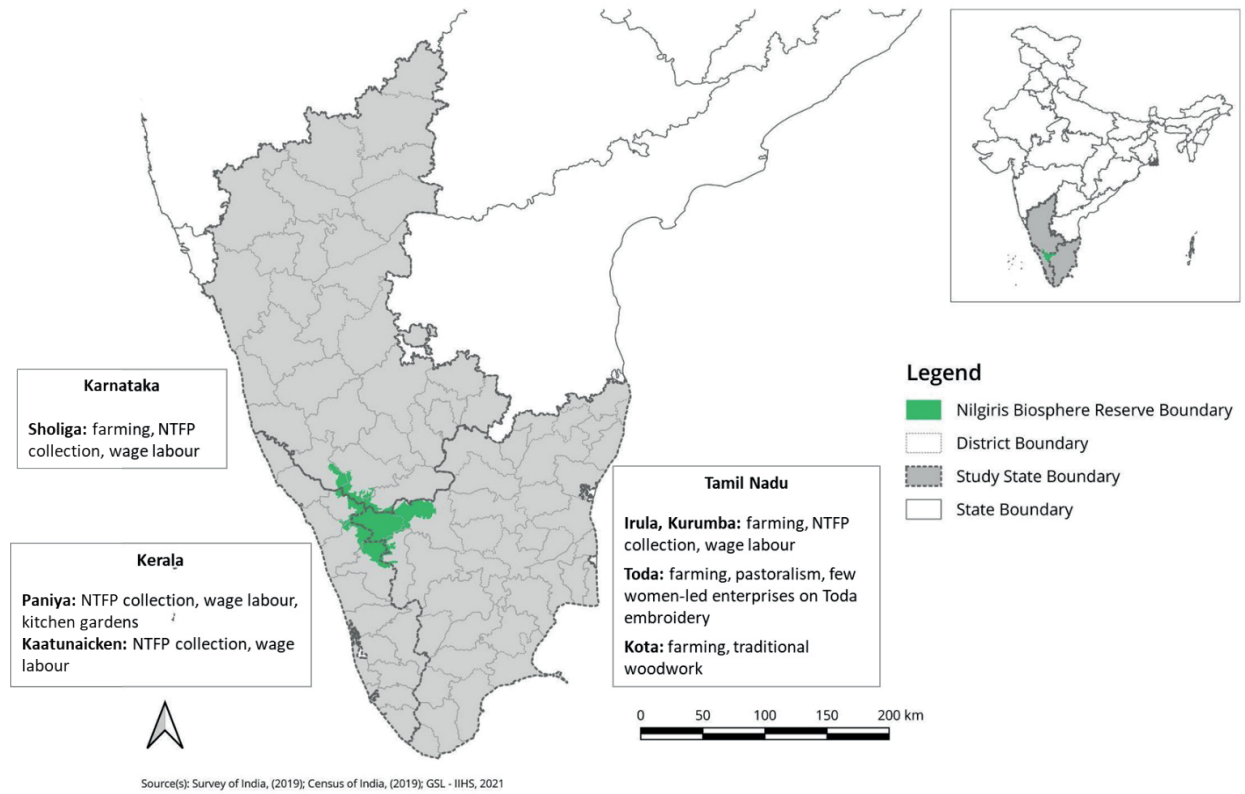 Karnataka
Sholiga: farming, NTFP
collection, wage labour
Kerala
Paniya: NTFP collection, wage labour,
kitchen gardens
Kaatunaicken: NTFP collection, wage
labour
Tamil Nadu
Irula, Kurumba: farming, NTFP
collection, wage labour
Toda: farming, pastoralism, few
women-led enterprises on Toda
embroidery
Kota: farming, traditional
woodwork
Legend
Nilgiris Biosphere Reserve Boundary
District Boundary
Study State Boundary
State Boundary
0 50 100 150 200 km
Source(s): Survey of India, (2019); Census of India, (2019); GSL - IIHS, 2021